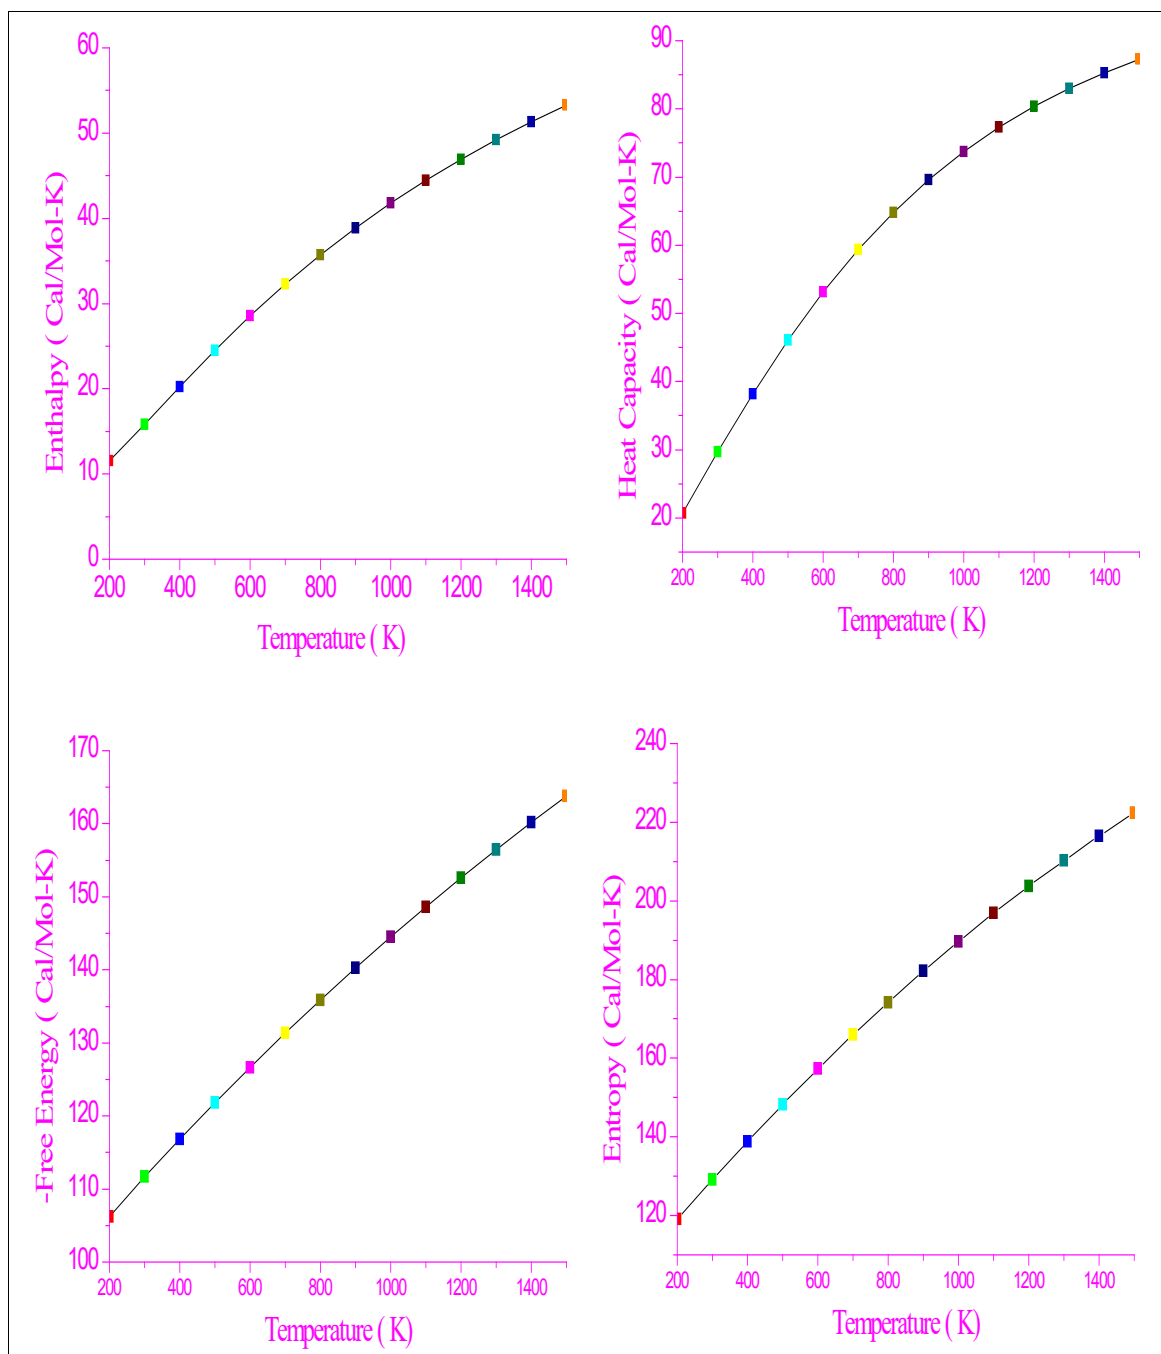 60
50
40
30
20
10
0
Enthalpy ( Cal/Mol-K)
200 400 600 800 1000 1200 1400
Temperature ( K)
90
80
70
60
50
40
30
20
Heat Capacity ( Cal/Mol-K)
200 400 600 800 1000 1200 1400
Temperature ( K)
170
160
150
140
130
120
110
100
-Free Energy ( Cal/Mol-K)
200 400 600 800 1000 1200 1400
Temperature ( K)
240
220
200
180
160
140
120
Entropy ( Cal/Mol-K)
200 400 600 800 1000 1200 1400
Temperature ( K)